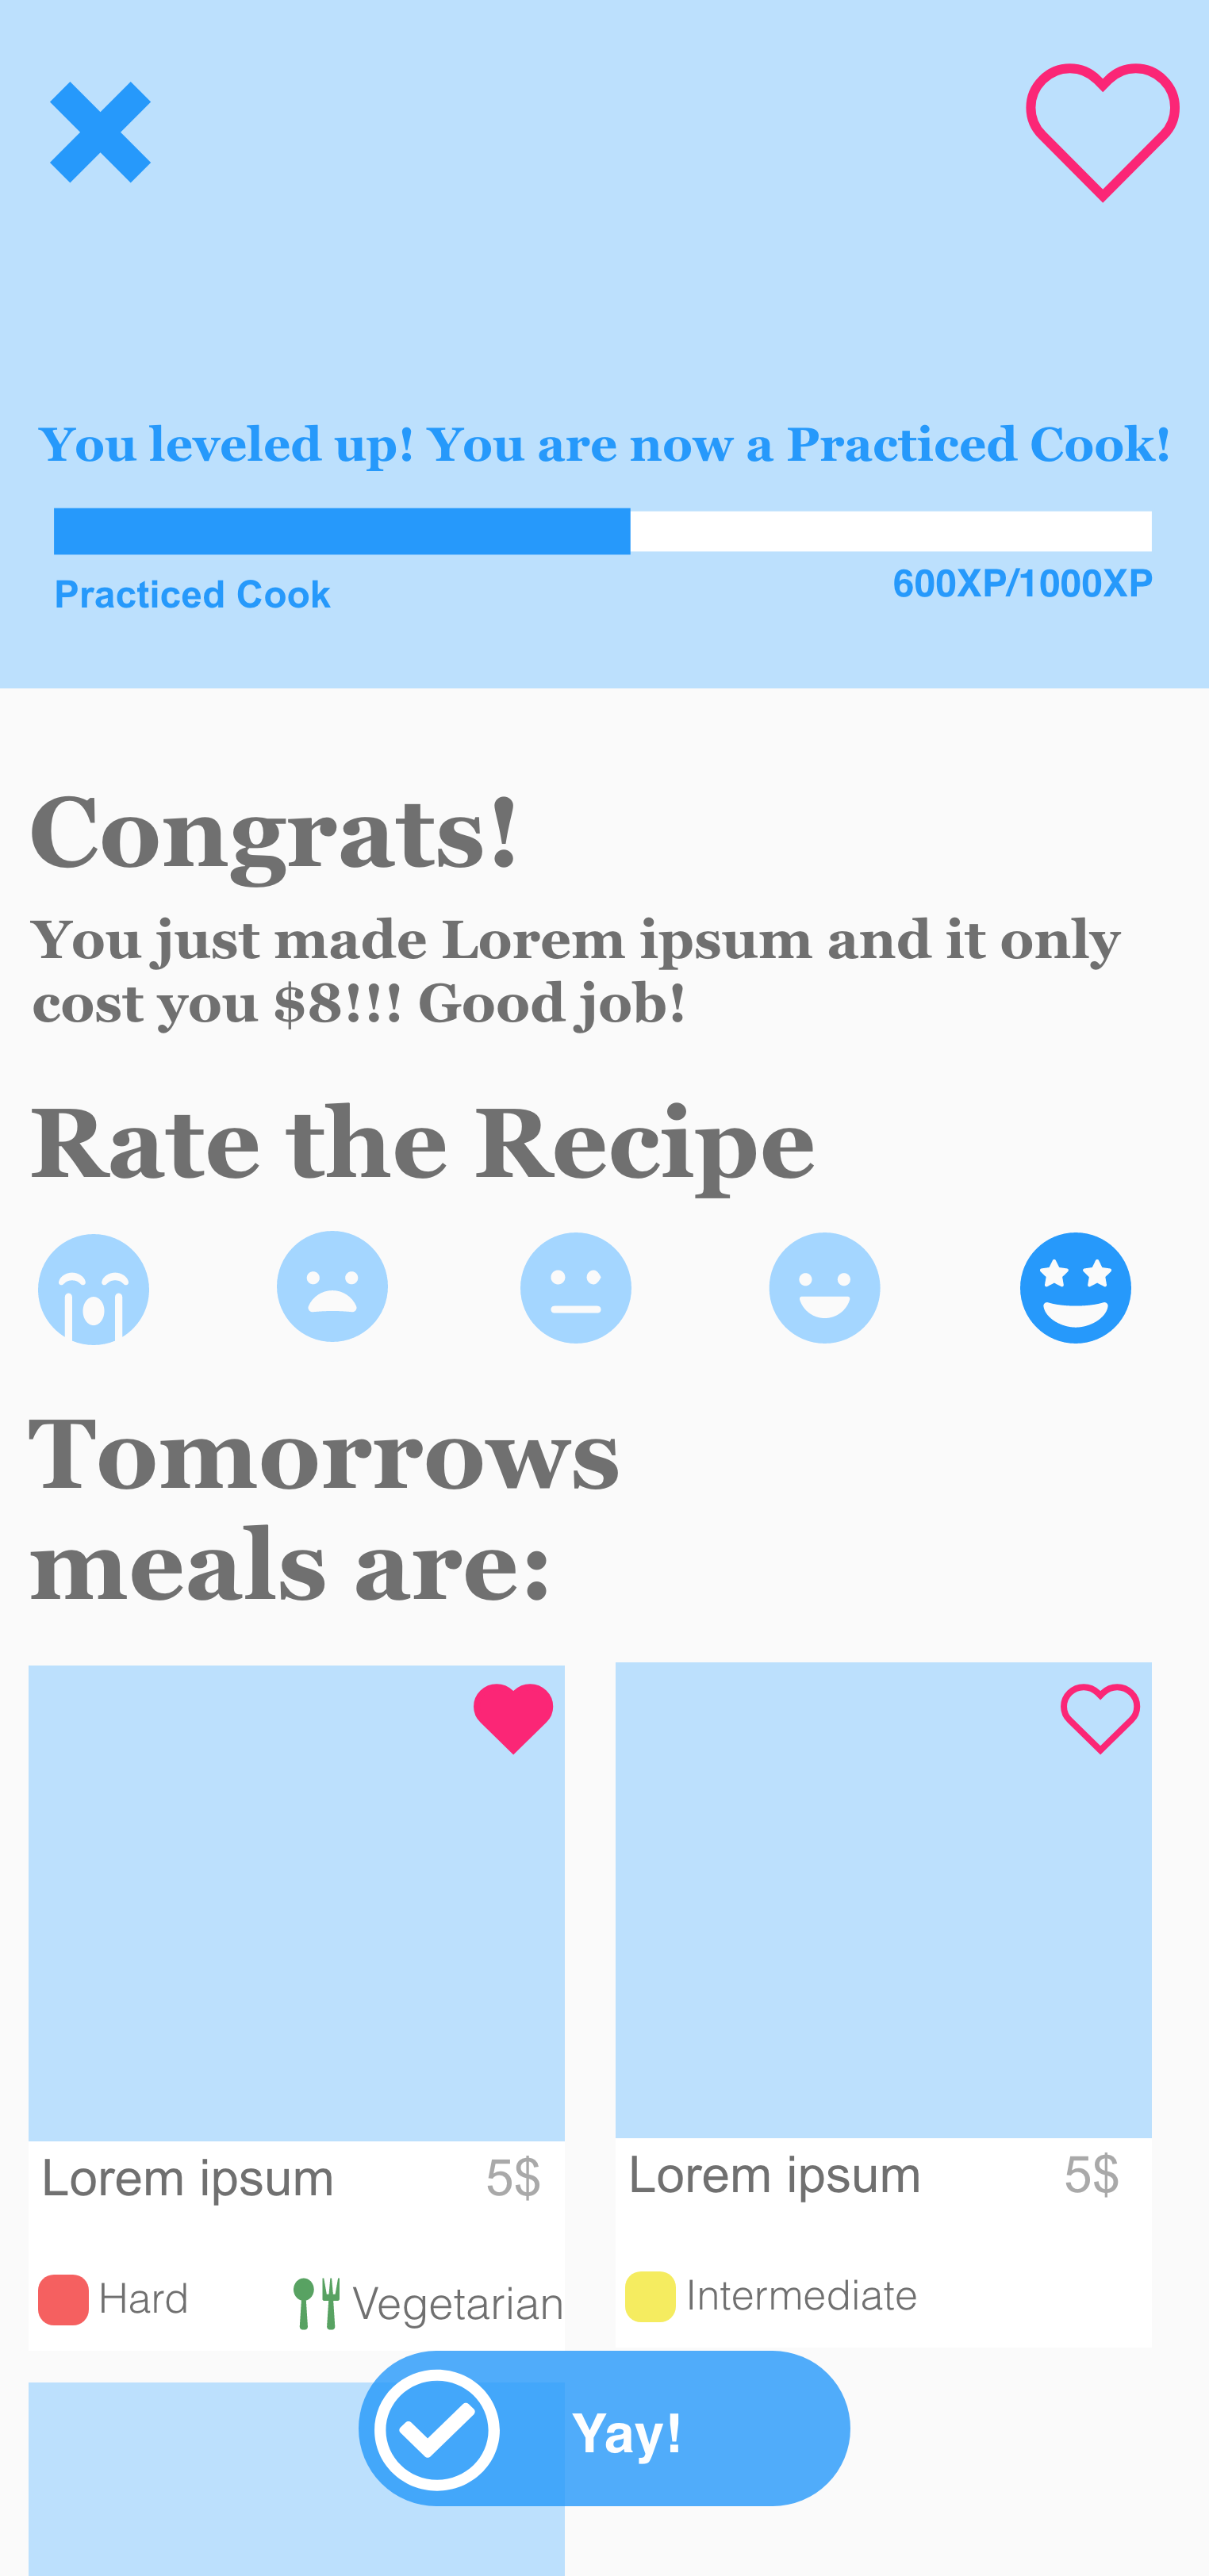 You leveled up! You are now a Practiced Cook!
Practiced Cook
600XP/1000XP
Congrats!
You just made Lorem ipsum and it only
cost you $8!!! Good job!
Rate the Recipe
Tomorrows
meals are:
Lorem ipsum
5$
Hard
Vegetarian
Lorem ipsum
5$
Intermediate
Yay!